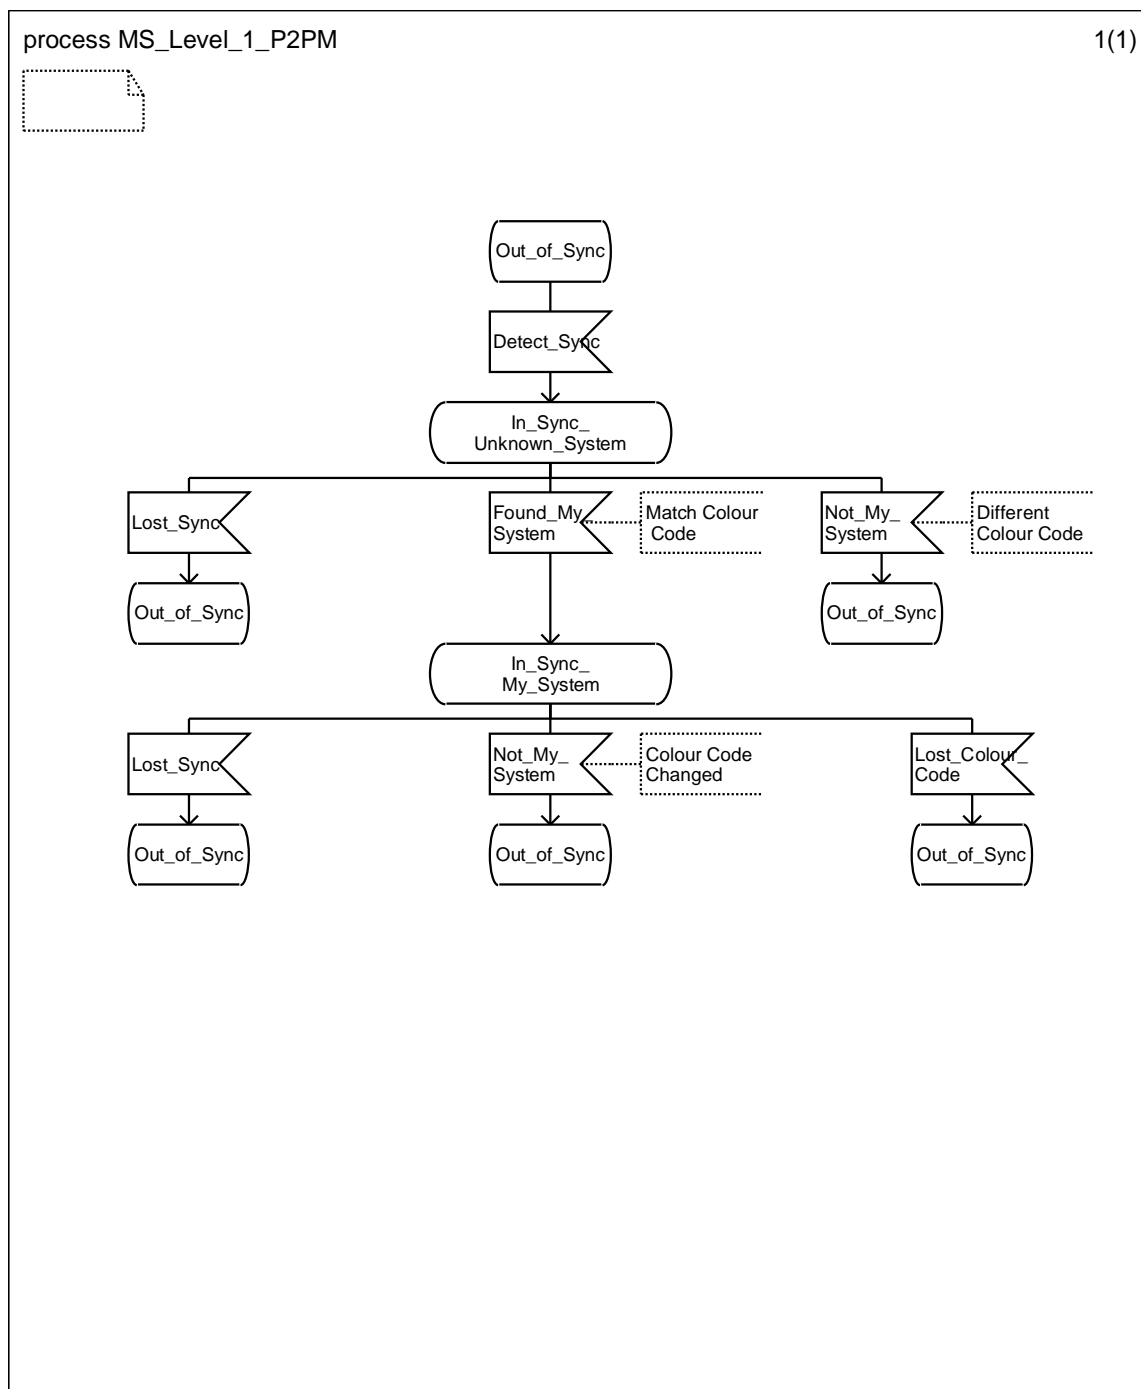 process MS_Level_1_P2PM
1(1)
Out_of_Sync
Detect_Sync
In_Sync_
Unknown_System
Lost_Sync
Found_My_
System
Match Colour
Code
Not_My_
System
Different
Colour Code
Out_of_Sync
Out_of_Sync
In_Sync_
My_System
Lost_Sync
Not_My_
System
Colour Code
Changed
Lost_Colour_
Code
Out_of_Sync
Out_of_Sync
Out_of_Sync